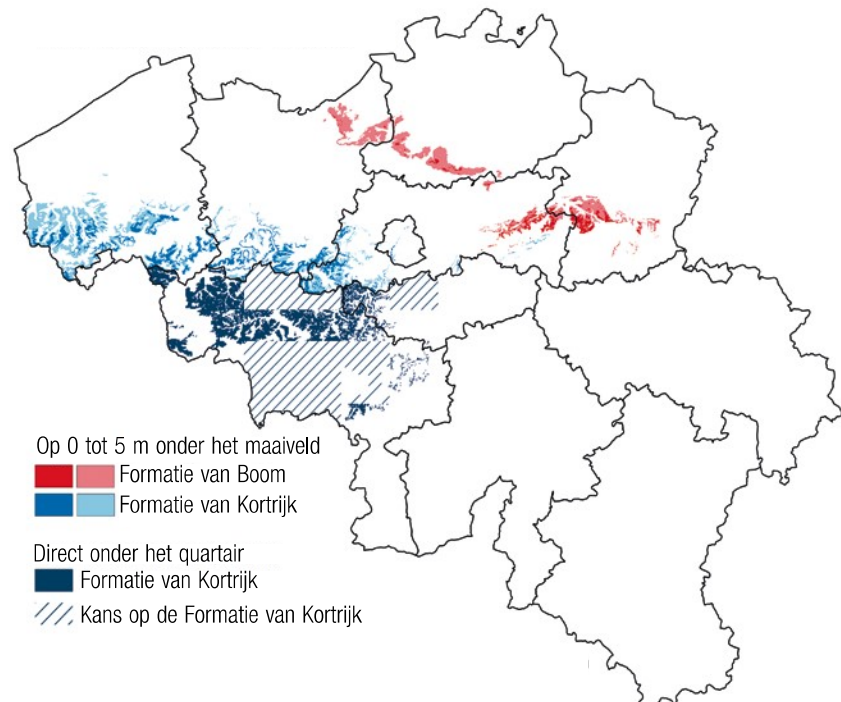 Op 0 tot 5 m onder het maaiveld
Formatie van Boom
Formatie van Kortrijk
Direct onder het quartair
Formatie van Kortrijk
Kans op de Formatie van Kortrijk